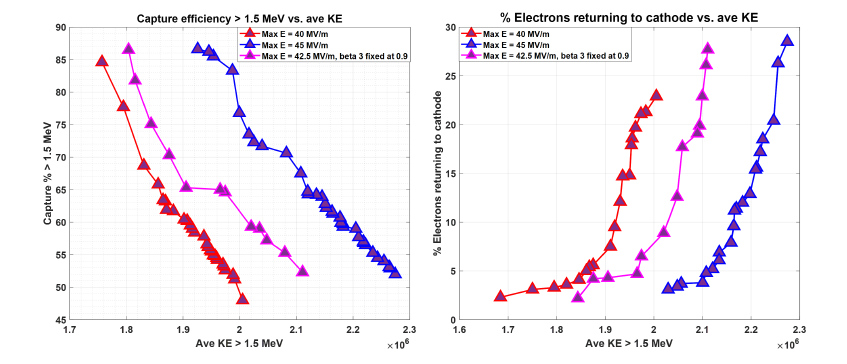 Capture efficiency > 1.5 MeV vs. ave KE
90
85
80
75
70
65
60
55
50
45
Capture % > 1.5 MeV
Max E = 40 MV/m
Max E = 45 MV/m
Max E = 42.5 MV/m, beta 3 fixed at 0.9
1.7 1.8 1.9 2 2.1 2.2 2.3
Ave KE > 1.5 MeV
×10⁶
% Electrons returning to cathode vs. ave KE
30
25
20
15
10
5
0
% Electrons returning to cathode
Max E = 40 MV/m
Max E = 45 MV/m
Max E = 42.5 MV/m, beta 3 fixed at 0.9
1.6 1.7 1.8 1.9 2 2.1 2.2 2.3
Ave KE > 1.5 MeV
×10⁶